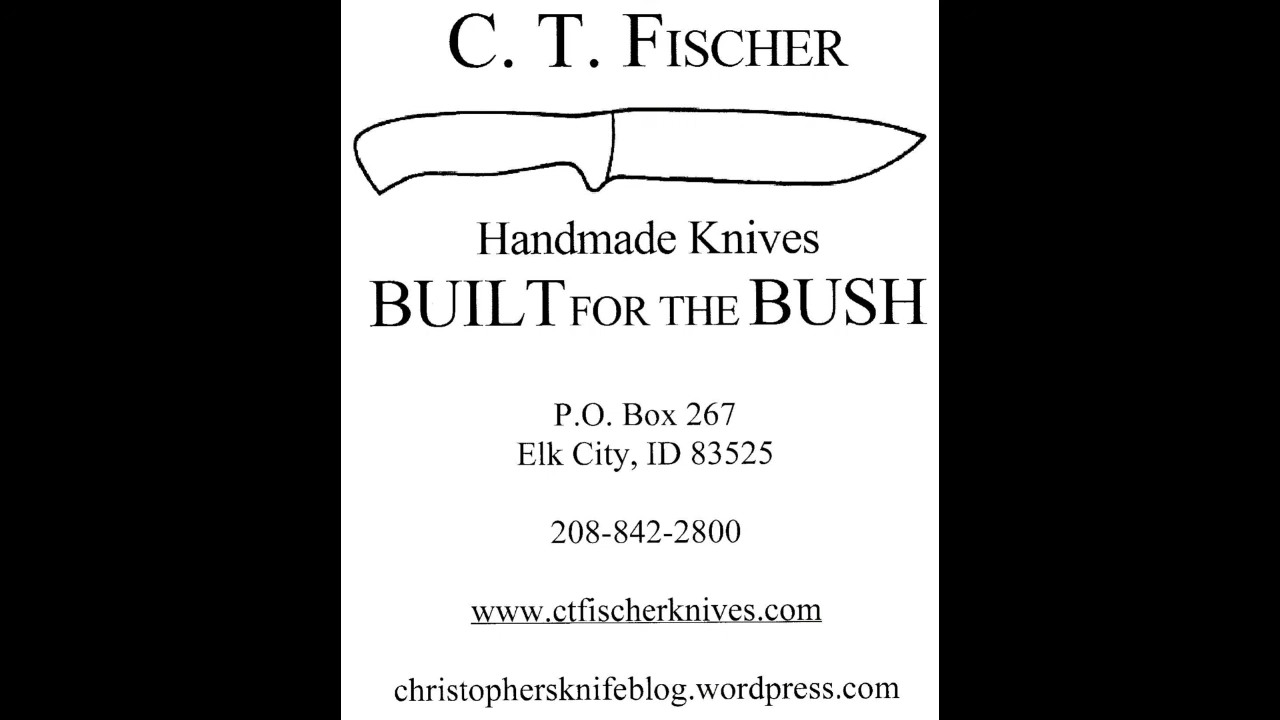 C. T. FISCHER
Handmade Knives
BUILT FOR THE BUSH
P.O. Box 267
Elk City, ID 83525
208-842-2800
www.ctfischerknives.com
christophersknifeblog.wordpress.com